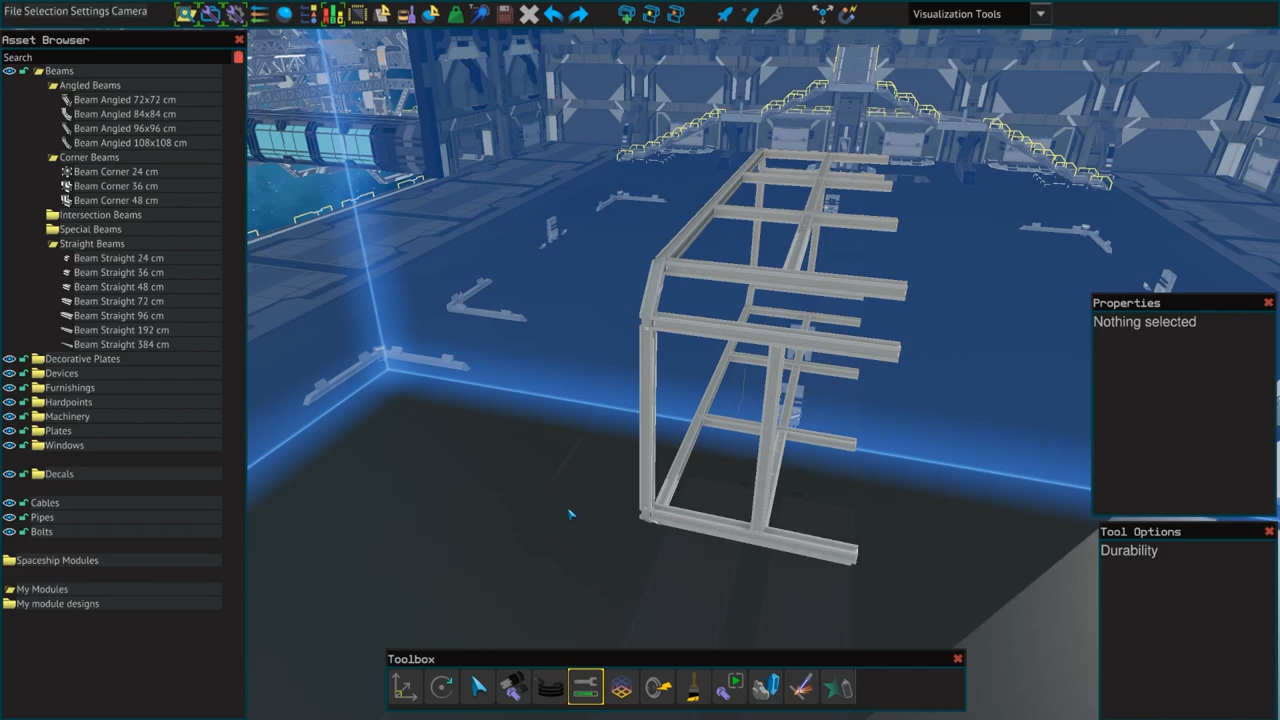 File Selection Settings Camera
Visualization Tools
Asset Browser
Search
Beams
Angled Beams
Beam Angled 72x72 cm
Beam Angled 84x84 cm
Beam Angled 96x96 cm
Beam Angled 108x108 cm
Corner Beams
Beam Corner 24 cm
Beam Corner 36 cm
Beam Corner 48 cm
Intersection Beams
Special Beams
Straight Beams
Beam Straight 24 cm
Beam Straight 36 cm
Beam Straight 48 cm
Beam Straight 72 cm
Beam Straight 96 cm
Beam Straight 192 cm
Beam Straight 384 cm
Decorative Plates
Devices
Furnishings
Hardpoints
Machinery
Plates
Windows
Decals
Cables
Pipes
Bolts
Spaceship Modules
My Modules
My module designs
Properties
Nothing selected
Tool Options
Durability
Toolbox